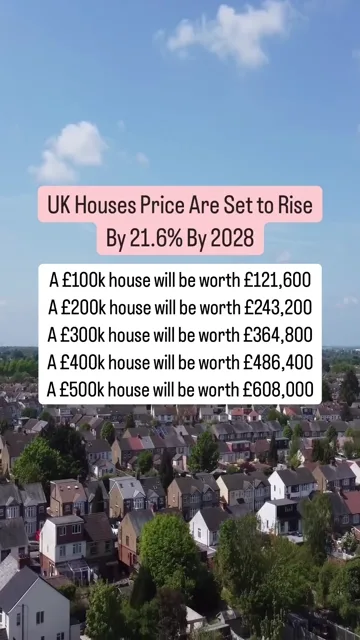 UK Houses Price Are Set to Rise
By 21.6% By 2028
A £100k house will be worth £121,600
A £200k house will be worth £243,200
A £300k house will be worth £364,800
A £400k house will be worth £486,400
A £500k house will be worth £608,000